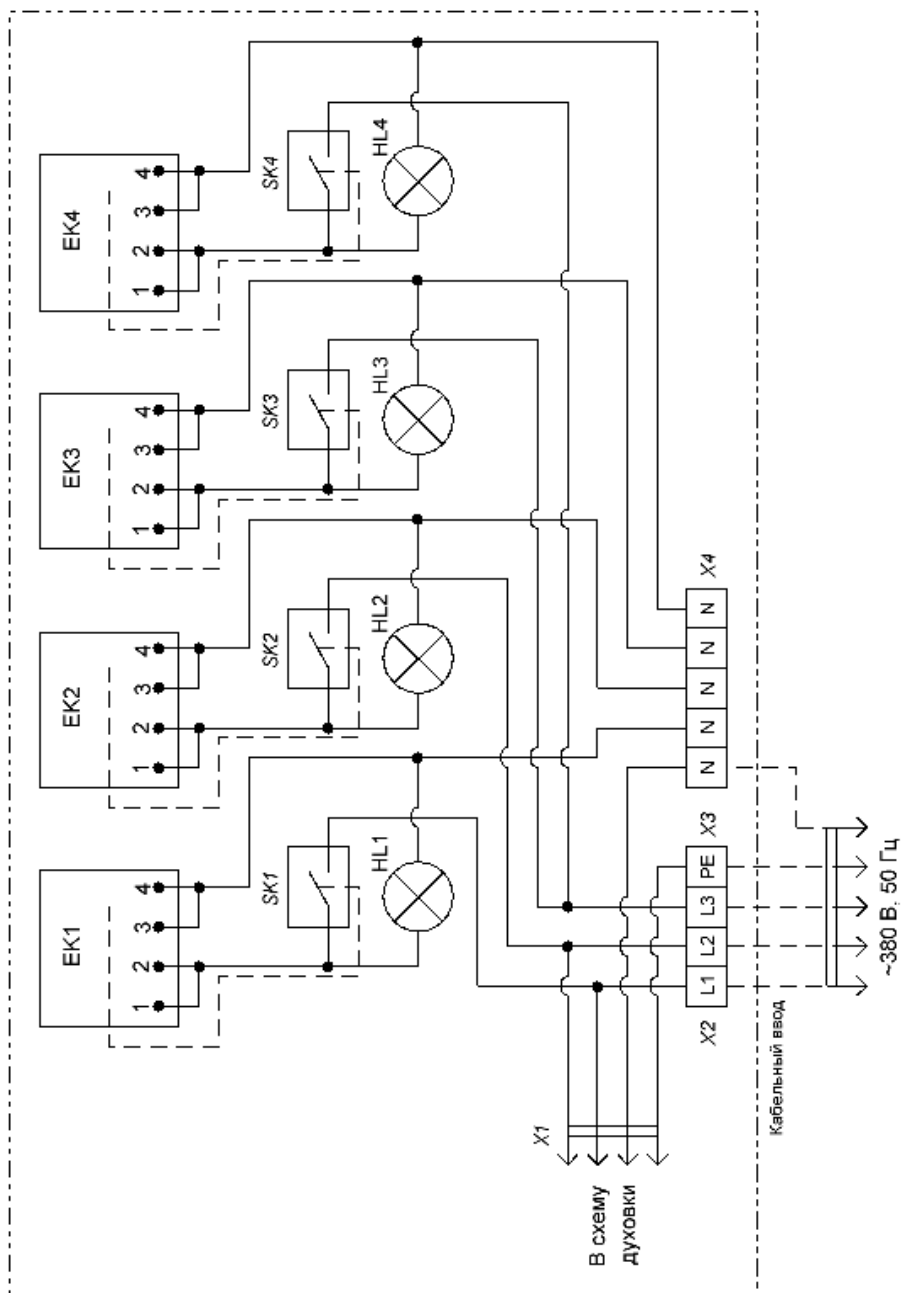 EK1
1 2 3 4
EK2
1 2 3 4
EK3
1 2 3 4
EK4
1 2 3 4
SK1
SK2
SK3
SK4
HL1
HL2
HL3
HL4
X1
В схему
духовки
X2
L1 L2 L3 PE
X3
N N N N N
X4
Кабельный ввод
~380 В, 50 Гц